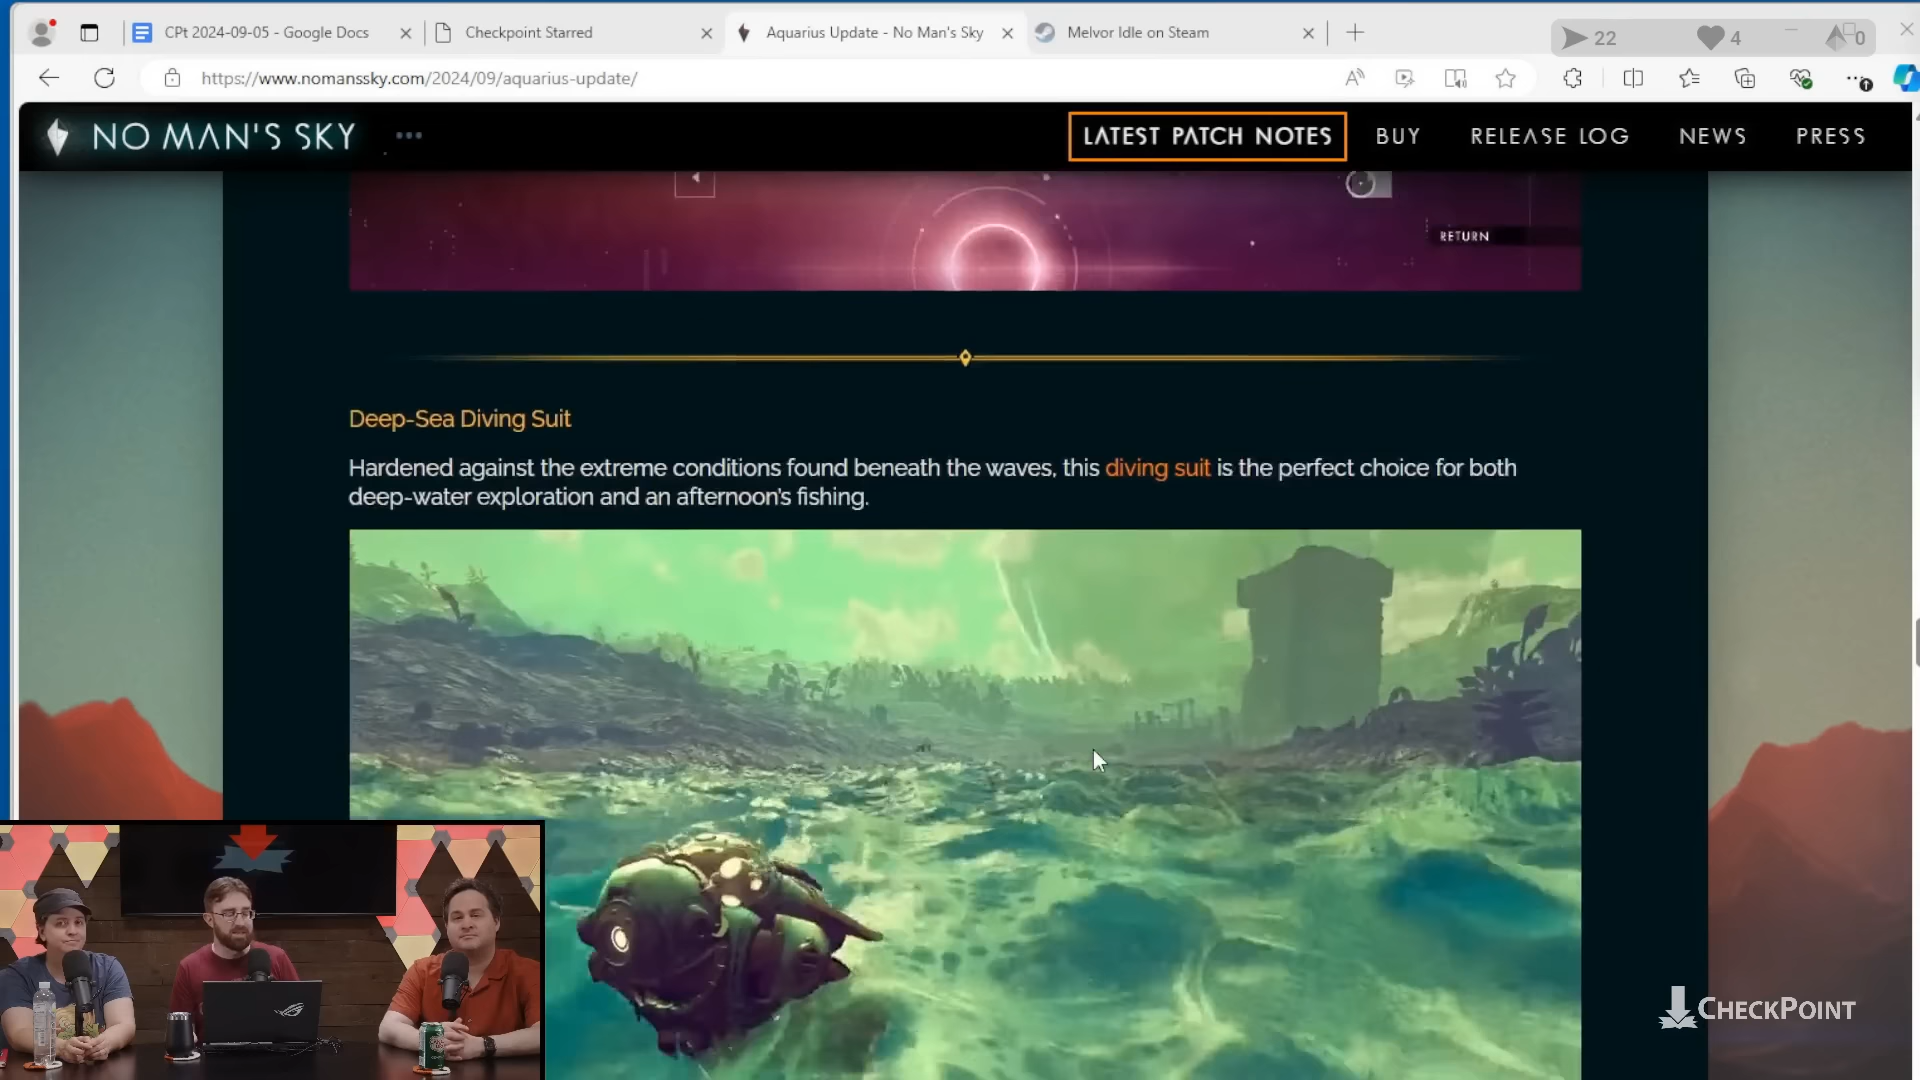 CPt 2024-09-05 - Google Docs
Checkpoint Starred
Aquarius Update - No Man's Sky
Melvor Idle on Steam
22
4
0
https://www.nomanssky.com/2024/09/aquarius-update/
NO MAN'S SKY
LATEST PATCH NOTES
BUY
RELEASE LOG
NEWS
PRESS
RETURN
Deep-Sea Diving Suit
Hardened against the extreme conditions found beneath the waves, this diving suit is the perfect choice for both
deep-water exploration and an afternoon's fishing.
CHECKPOINT